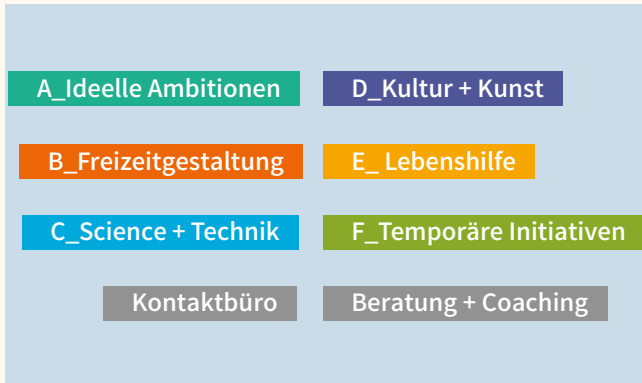 A_Ideelle Ambitionen
D_Kultur + Kunst
B_Freizeitgestaltung
E_ Lebenshilfe
C_Science + Technik
F_Temporäre Initiativen
Kontaktbüro
Beratung + Coaching